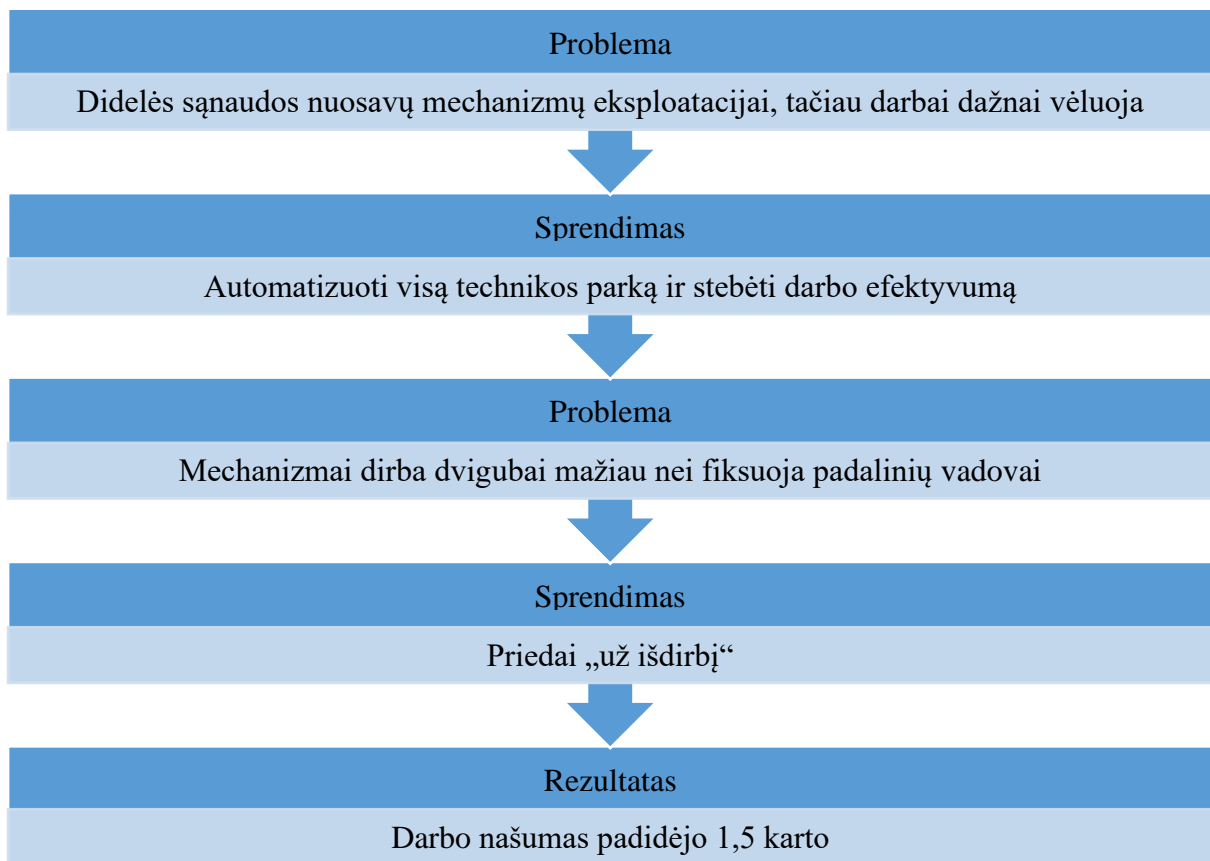 Problema
Didelės sąnaudos nuosavų mechanizmų eksploatacijai, tačiau darbai dažnai vėluoja
Sprendimas
Automatizuoti visą technikos parką ir stebėti darbo efektyvumą
Problema
Mechanizmai dirba dvigubai mažiau nei fiksuoja padalinių vadovai
Sprendimas
Priedai „už išdirbį“
Rezultatas
Darbo našumas padidėjo 1,5 karto